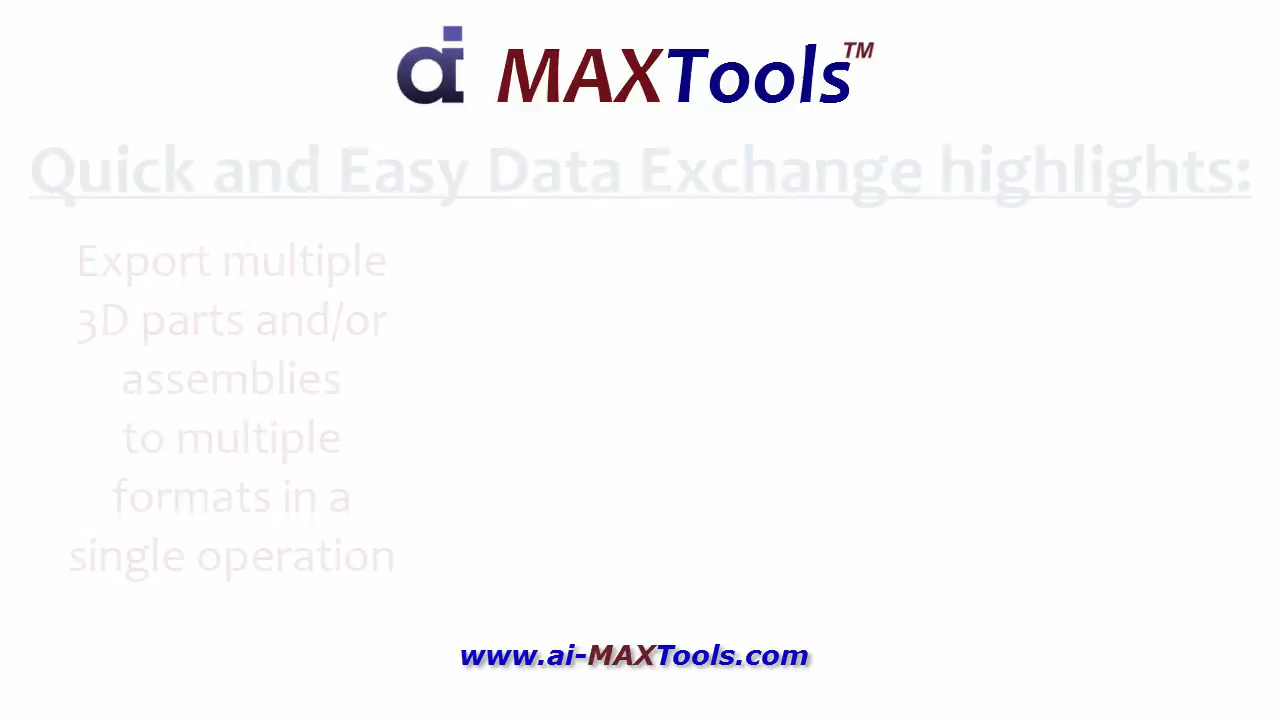 ai MAXTools™
Quick and Easy Data Exchange highlights:
Export multiple
3D parts and/or
assemblies
to multiple
formats in a
single operation
www.ai-MAXTools.com